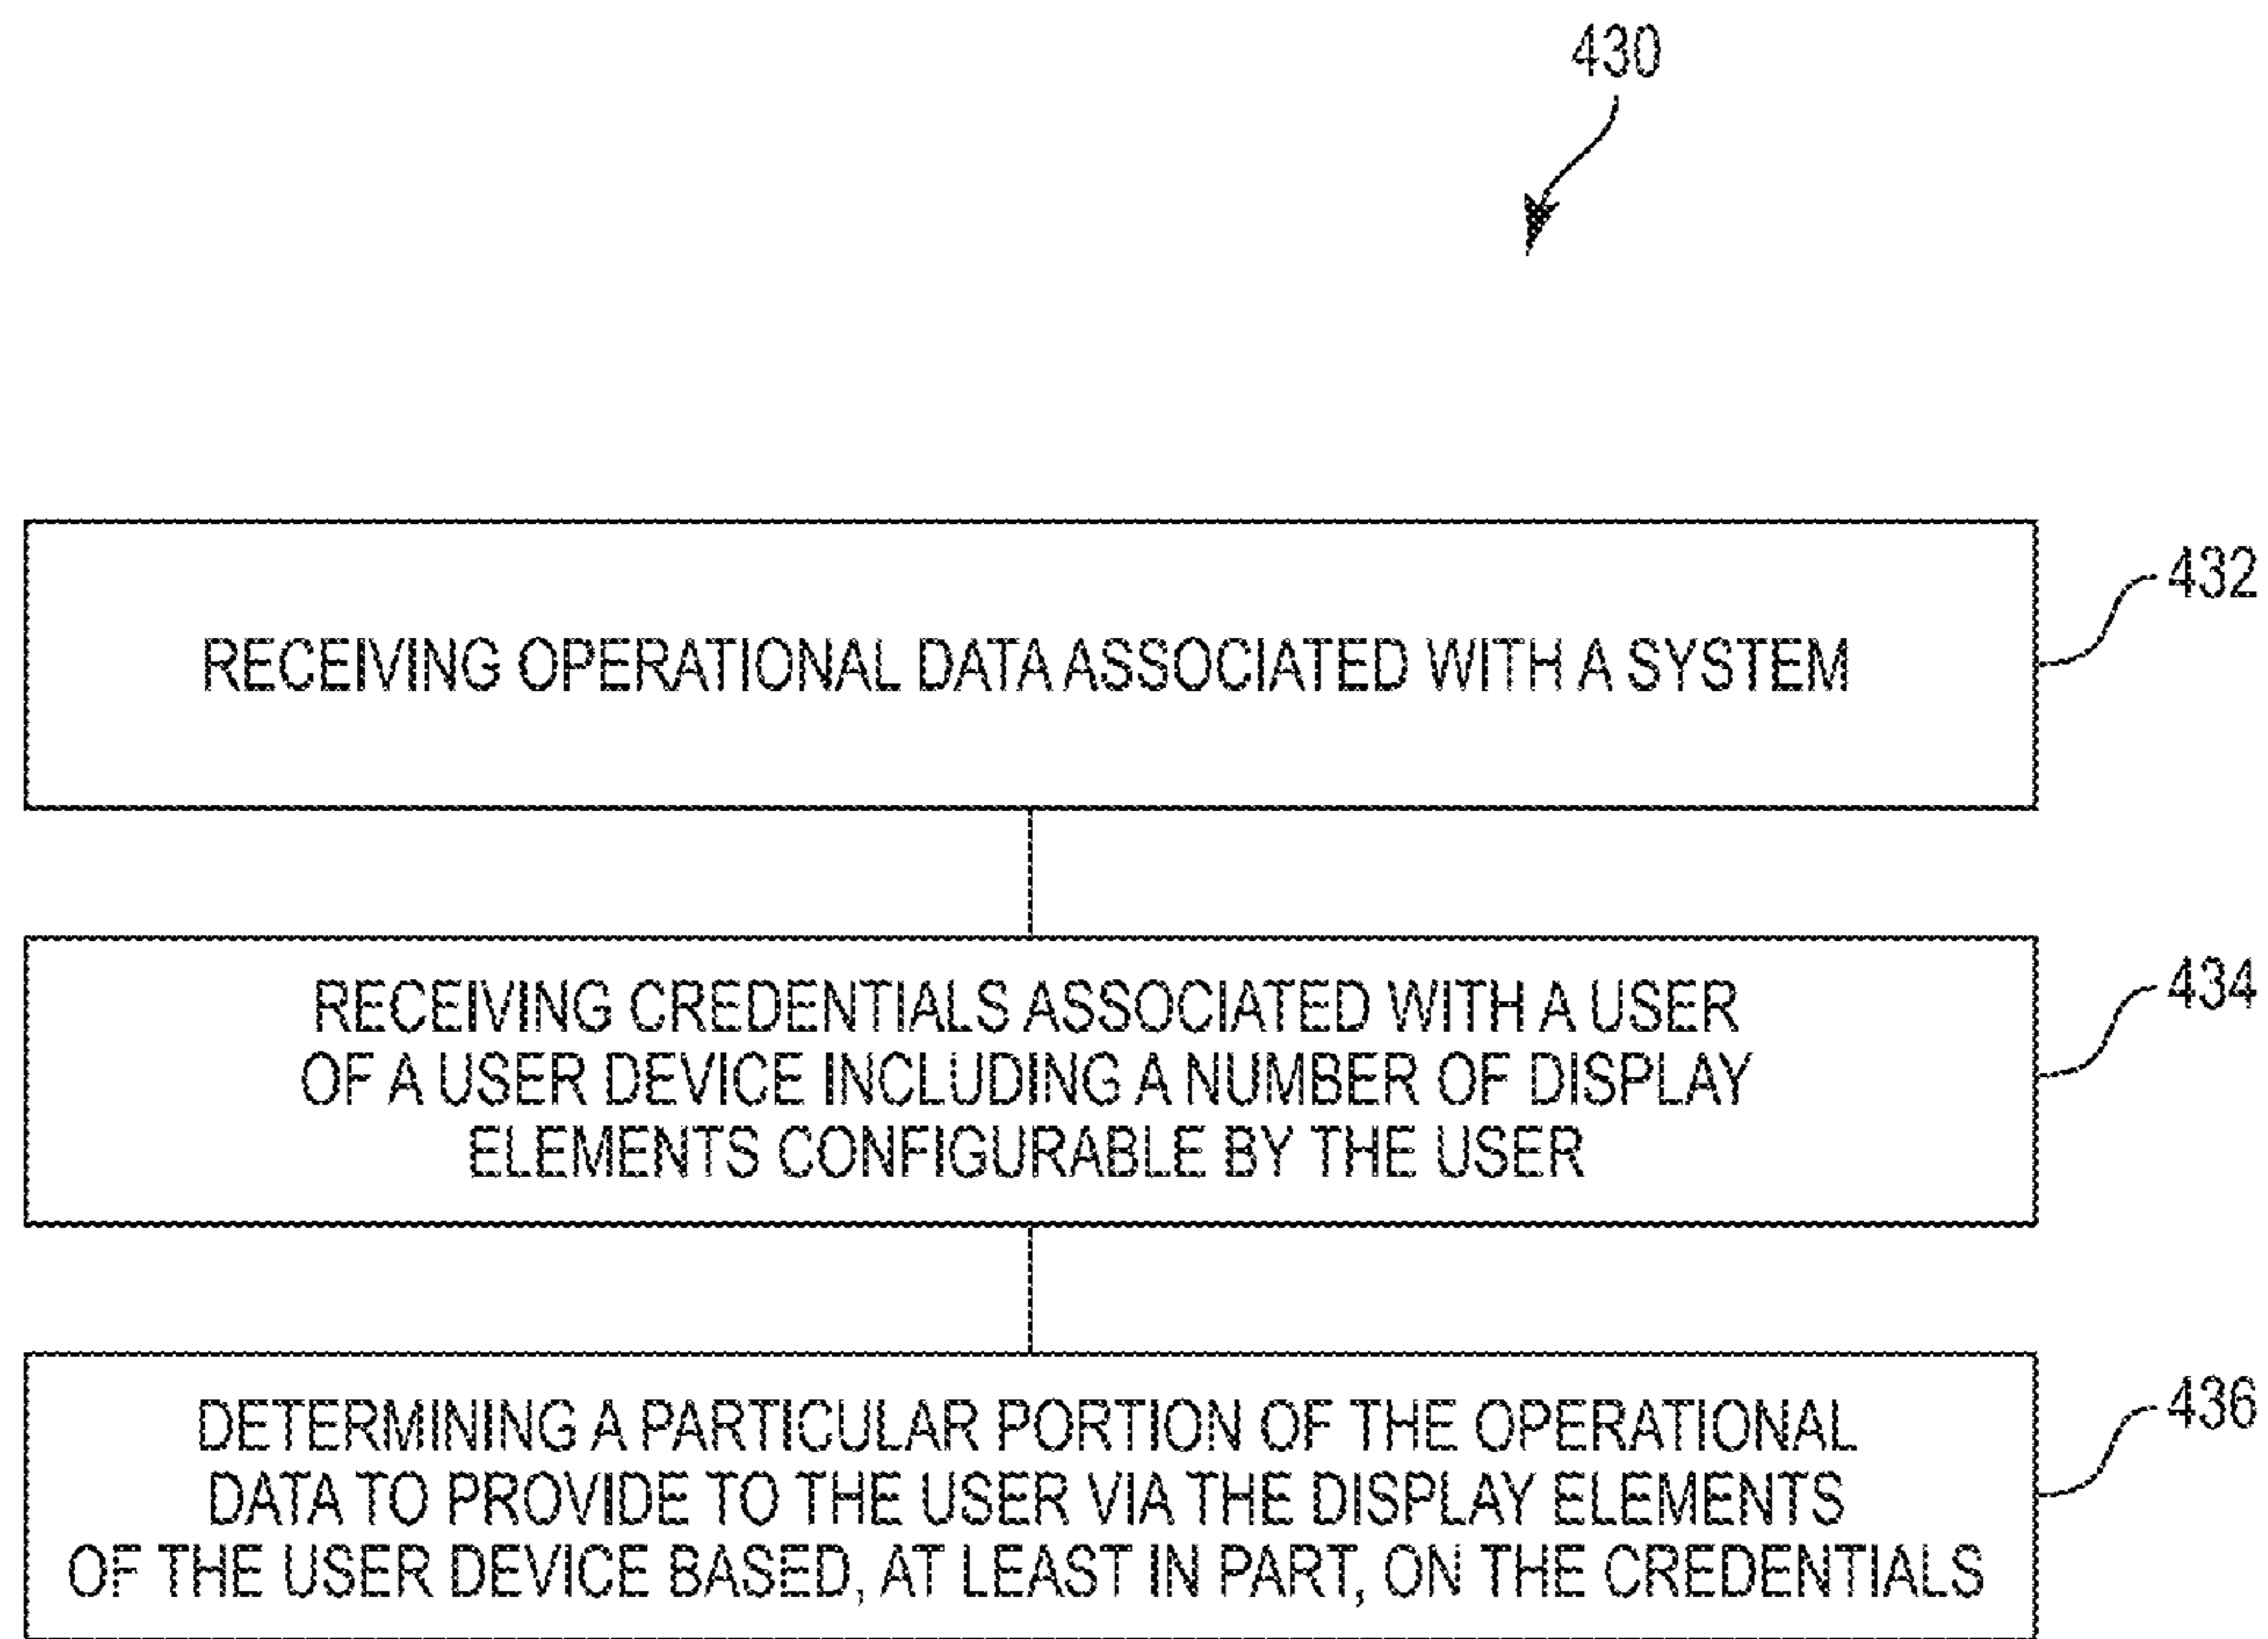 430
RECEIVING OPERATIONAL DATA ASSOCIATED WITH A SYSTEM
432
RECEIVING CREDENTIALS ASSOCIATED WITH A USER
OF A USER DEVICE INCLUDING A NUMBER OF DISPLAY
ELEMENTS CONFIGURABLE BY THE USER
434
DETERMINING A PARTICULAR PORTION OF THE OPERATIONAL
DATA TO PROVIDE TO THE USER VIA THE DISPLAY ELEMENTS
OF THE USER DEVICE BASED, AT LEAST IN PART, ON THE CREDENTIALS
436